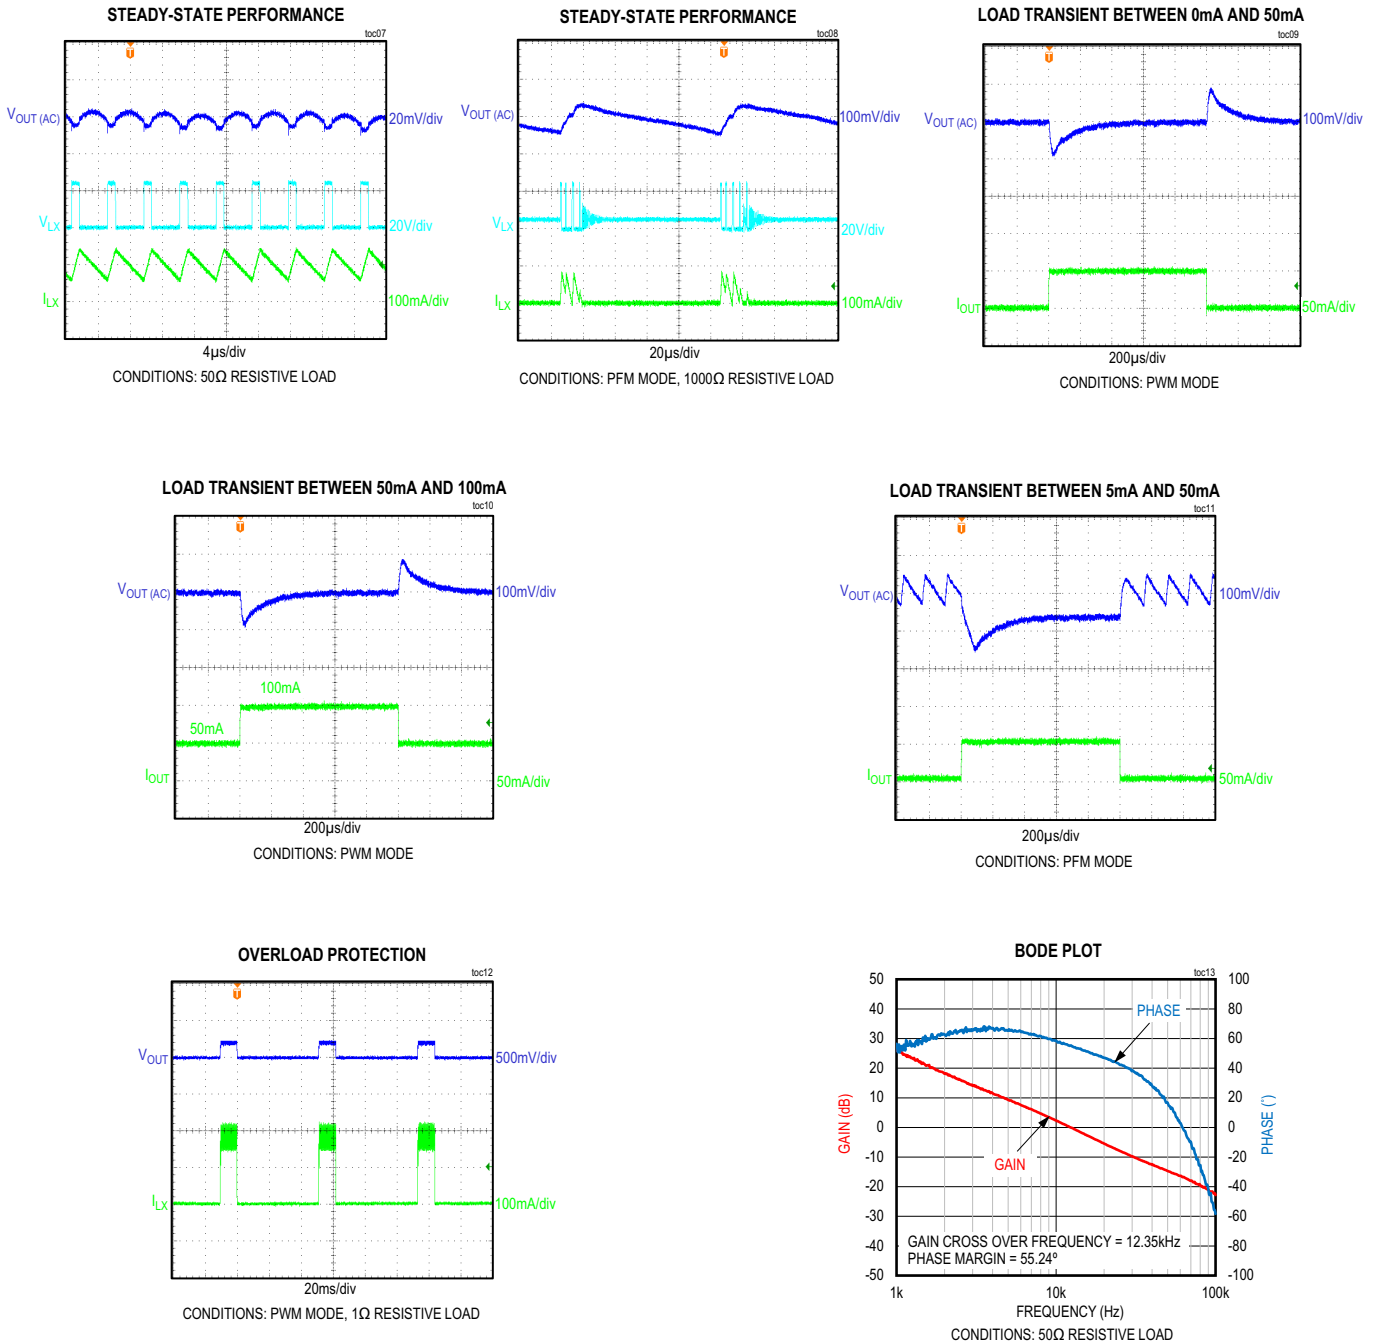 STEADY-STATE PERFORMANCE
toc07
T
VOUT (AC)
20mV/div
VLX
20V/div
ILX
100mA/div
4µs/div
CONDITIONS: 50Ω RESISTIVE LOAD
STEADY-STATE PERFORMANCE
toc08
T
VOUT (AC)
100mV/div
VLX
20V/div
ILX
100mA/div
20µs/div
CONDITIONS: PFM MODE, 1000Ω RESISTIVE LOAD
LOAD TRANSIENT BETWEEN 0mA AND 50mA
toc09
T
VOUT (AC)
100mV/div
IOUT
50mA/div
200µs/div
CONDITIONS: PWM MODE
LOAD TRANSIENT BETWEEN 50mA AND 100mA
toc10
T
VOUT (AC)
100mV/div
100mA
50mA
IOUT
50mA/div
200µs/div
CONDITIONS: PWM MODE
LOAD TRANSIENT BETWEEN 5mA AND 50mA
toc11
T
VOUT (AC)
100mV/div
IOUT
50mA/div
200µs/div
CONDITIONS: PFM MODE
OVERLOAD PROTECTION
toc12
T
VOUT
500mV/div
ILX
100mA/div
20ms/div
CONDITIONS: PWM MODE, 1Ω RESISTIVE LOAD
BODE PLOT
toc13
50 100
40 80
PHASE
30 60
20 40
10 20
GAIN (dB)
0 0
PHASE (°)
GAIN
-10 -20
-20 -40
-30 -60
GAIN CROSS OVER FREQUENCY = 12.35kHz
-40 -80
PHASE MARGIN = 55.24º
-50 -100
1k 10k 100k
FREQUENCY (Hz)
CONDITIONS: 50Ω RESISTIVE LOAD